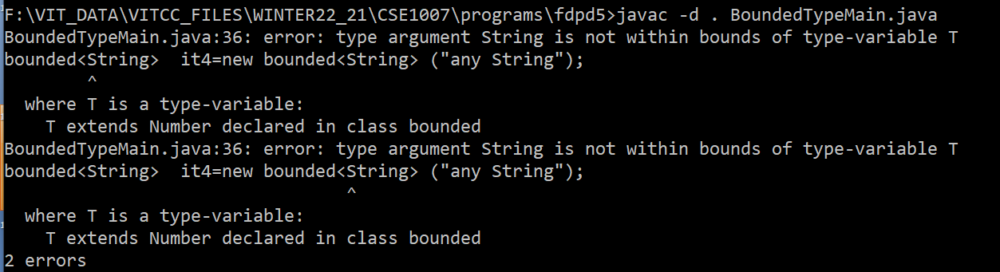 F:\VIT_DATA\VITCC_FILES\WINTER22_21\CSE1007\programs\fdpd5>javac -d . BoundedTypeMain.java
BoundedTypeMain.java:36: error: type argument String is not within bounds of type-variable T
bounded<String>  it4=new bounded<String> ("any String");
        ^
  where T is a type-variable:
    T extends Number declared in class bounded
BoundedTypeMain.java:36: error: type argument String is not within bounds of type-variable T
bounded<String>  it4=new bounded<String> ("any String");
                                 ^
  where T is a type-variable:
    T extends Number declared in class bounded
2 errors